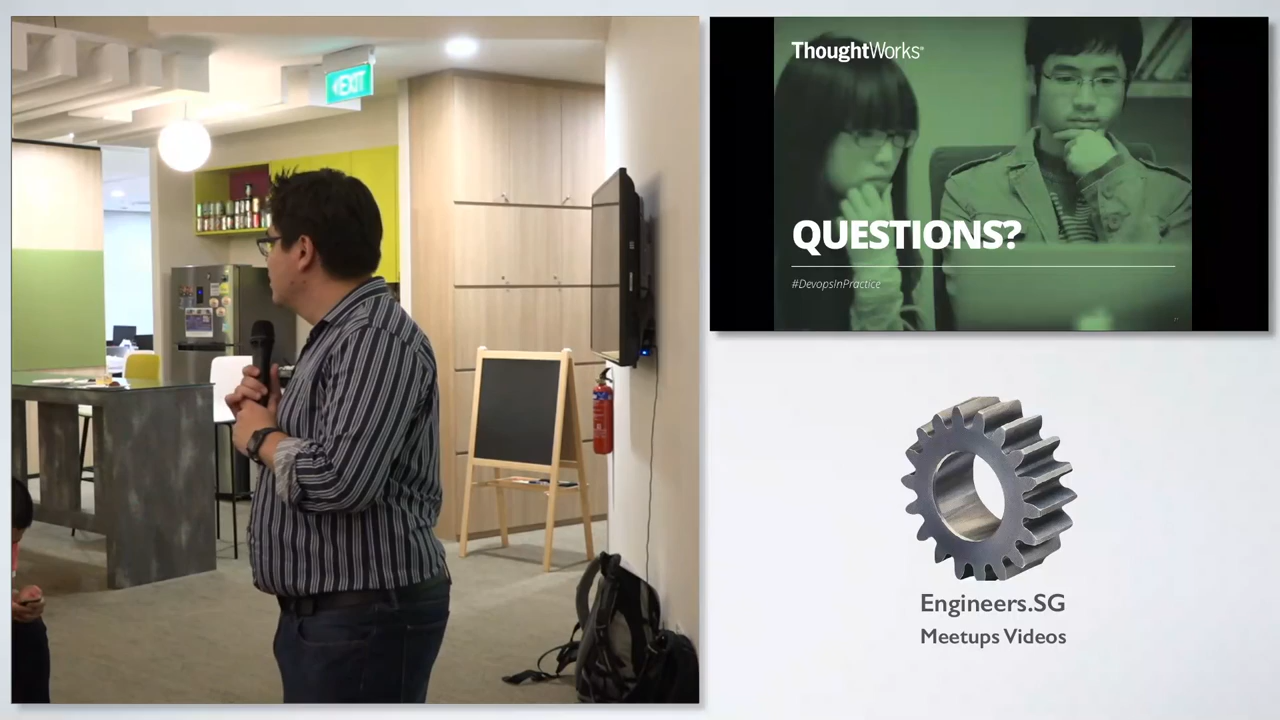 EXIT
ThoughtWorks®
QUESTIONS?
#DevopsInPractice
Engineers.SG
Meetups Videos